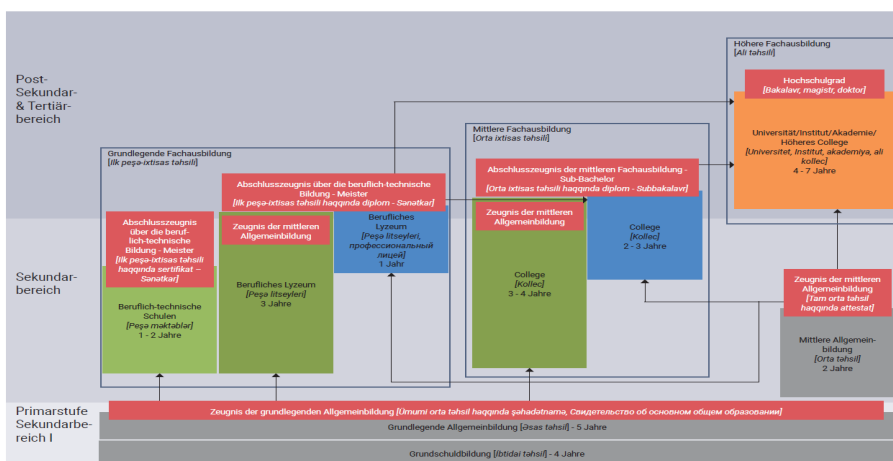 Post-
Sekundar-
& Tertiär-
bereich
Sekundar-
bereich
Primarstufe
Sekundarbe-
reich I
Grundlegende Fachausbildung
[İlk peşə-ixtisas təhsili]
Abschlusszeugnis
über die beruf-
lich-technische
Bildung - Meister
[Ilk peşə-ixtisas təhsili
haqqında sertifikat –
Sənətkar]
Beruflich-technische
Schulen
[Peşə məktəblər]
1 - 2 Jahre
Abschlusszeugnis über die beruflich-technische
Bildung - Meister
[Ilk peşə-ixtisas təhsili haqqında diplom - Sənətkar]
Zeugnis der mittleren
Allgemeinbildung
Berufliches Lyzeum
[Peşə litseyleri]
3 Jahre
Berufliches
Lyzeum
[Peşə litseyleri,
профессиональный
лицей]
1 Jahr
Mittlere Fachausbildung
[Orta ixtisas təhsili]
Abschlusszeugnis der mittleren Fachausbildung -
Sub-Bachelor
[Orta ixtisas təhsili haqqında diplom - Subbakalavr]
Zeugnis der mittleren
Allgemeinbildung
College
[Kollec]
3 - 4 Jahre
College
[Kollec]
2 - 3 Jahre
Höhere Fachausbildung
[Ali təhsili]
Hochschulgrad
[Bakalavr, magistr, doktor]
Universität/Institut/Akademie/
Höheres College
[Universitet, Institut, akademiya, ali
kollec]
4 - 7 Jahre
Zeugnis der mittleren
Allgemeinbildung
[Tam orta təhsil
haqqında attestat]
Mittlere Allgemein-
bildung
[Orta təhsil]
2 Jahre
Zeugnis der grundlegenden Allgemeinbildung [Ümumi orta təhsil haqqında şəhadətnamə, Свидетельство об основном общем образовании]
Grundlegende Allgemeinbildung [Əsas təhsil] - 5 Jahre
Grundschuldbildung [İbtidai təhsil] - 4 Jahre